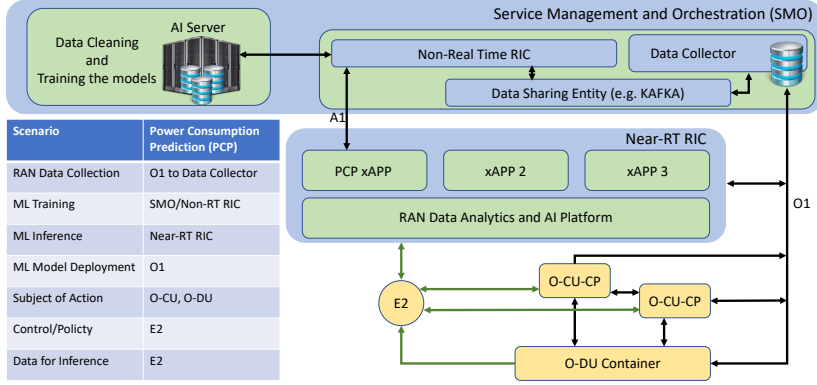 Service Management and Orchestration (SMO)
Data Cleaning
and
Training the models
AI Server
Non-Real Time RIC
Data Collector
Data Sharing Entity (e.g. KAFKA)
A1
Near-RT RIC
PCP xAPP
xAPP 2
xAPP 3
RAN Data Analytics and AI Platform
O1
E2
O-CU-CP
O-CU-CP
O-DU Container
Scenario
Power Consumption
Prediction (PCP)
RAN Data Collection
O1 to Data Collector
ML Training
SMO/Non-RT RIC
ML Inference
Near-RT RIC
ML Model Deployment
O1
Subject of Action
O-CU, O-DU
Control/Policty
E2
Data for Inference
E2